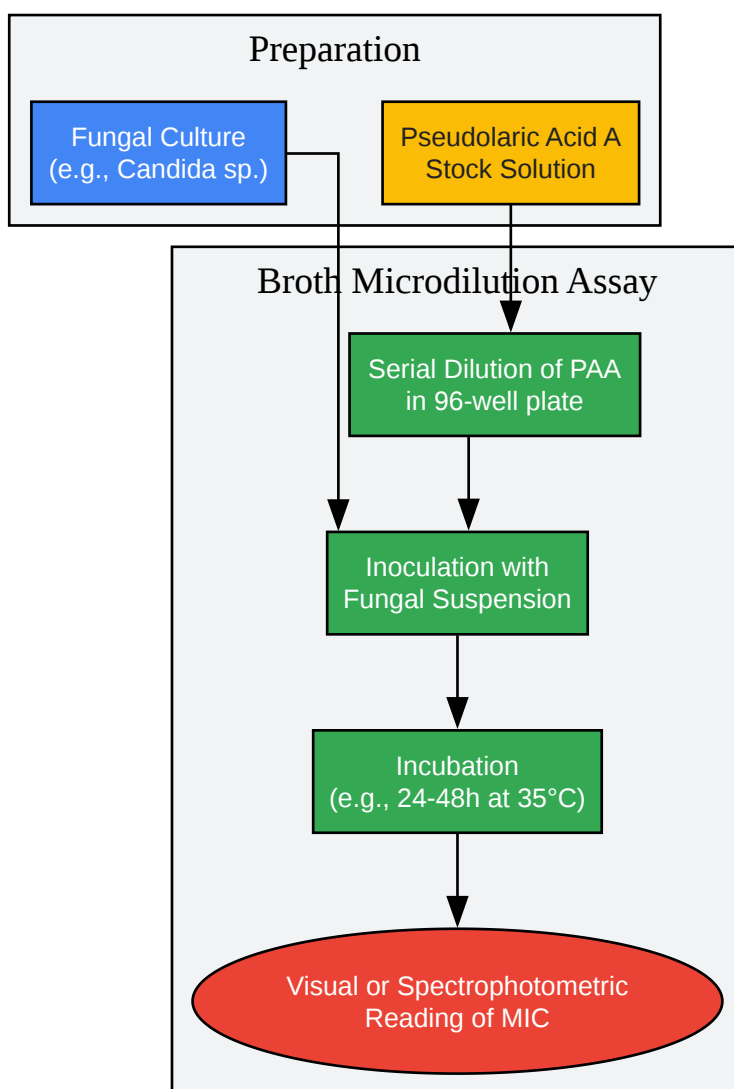 Preparation
Fungal Culture
(e.g., Candida sp.)
Pseudolaric Acid A
Stock Solution
Broth Microdilution Assay
Serial Dilution of PAA
in 96-well plate
Inoculation with
Fungal Suspension
Incubation
(e.g., 24-48h at 35°C)
Visual or Spectrophotometric
Reading of MIC